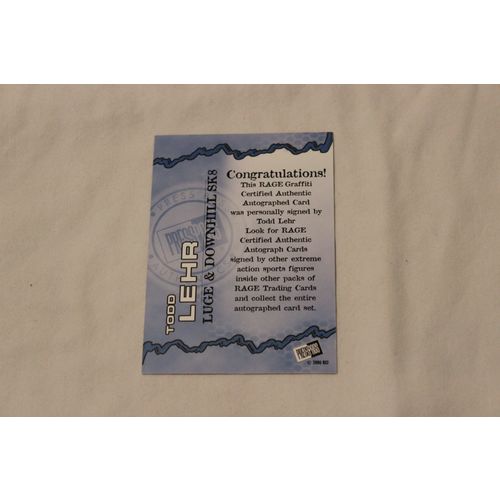 TODD
LEHR
LUGE & DOWNHILL SK8
Congratulations!
This RAGE Graffiti
Certified Authentic
Autographed Card
was personally signed by
Todd Lehr
Look for RAGE
Certified Authentic
Autograph Cards
signed by other extreme
action sports figures
inside other packs of
RAGE Trading Cards
and collect the entire
autographed card set.
PRESS PASS